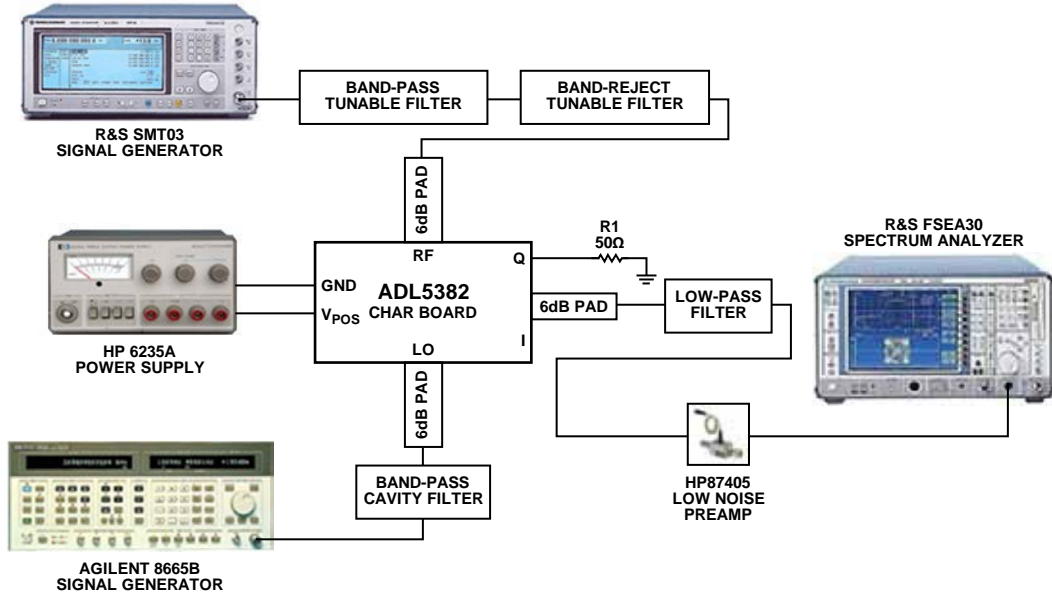 BAND-PASS
TUNABLE FILTER
BAND-REJECT
TUNABLE FILTER
R&S SMT03
SIGNAL GENERATOR
6dB PAD
R1
50Ω
R&S FSEA30
SPECTRUM ANALYZER
RF
Q
GND
ADL5382
CHAR BOARD
6dB PAD
LOW-PASS
FILTER
VPOS
I
LO
HP 6235A
POWER SUPPLY
6dB PAD
BAND-PASS
CAVITY FILTER
HP87405
LOW NOISE
PREAMP
AGILENT 8665B
SIGNAL GENERATOR